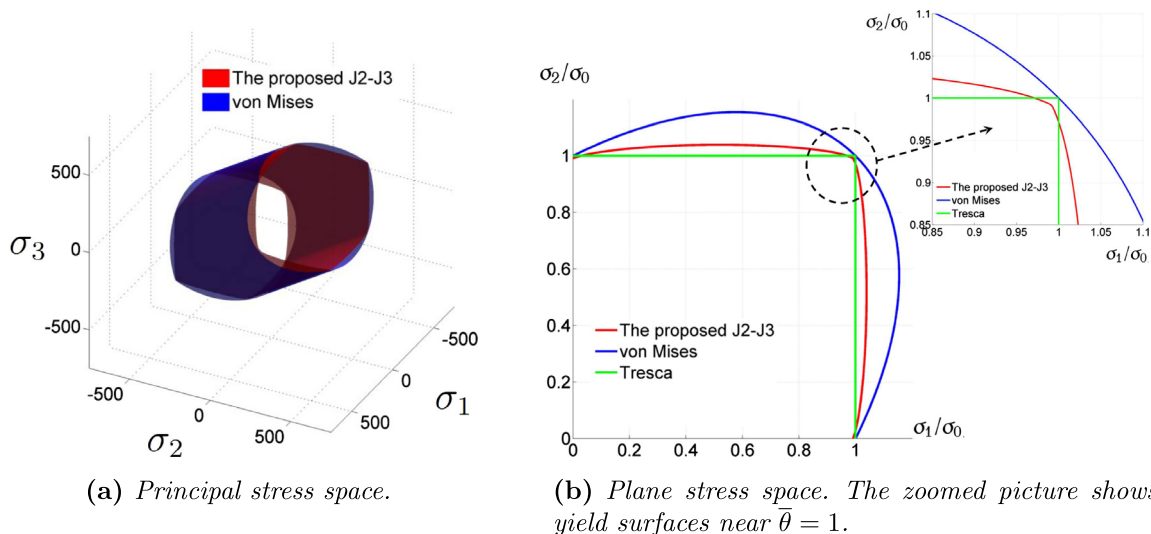 The proposed J2-J3
von Mises
500
0
-500
σ3
-500
0
500
σ2
-500
0
500
σ1
(a) Principal stress space.
σ2/σ0
1
0.8
0.6
0.4
0.2
0
0 0.2 0.4 0.6 0.8 1
σ1/σ0
The proposed J2-J3
von Mises
Tresca
σ2/σ0
1.1
1.05
1
0.95
0.9
0.85
0.85 0.9 0.95 1 1.05 1.1
σ1/σ0
The proposed J2-J3
von Mises
Tresca
(b) Plane stress space. The zoomed picture shows
yield surfaces near θ̅ = 1.